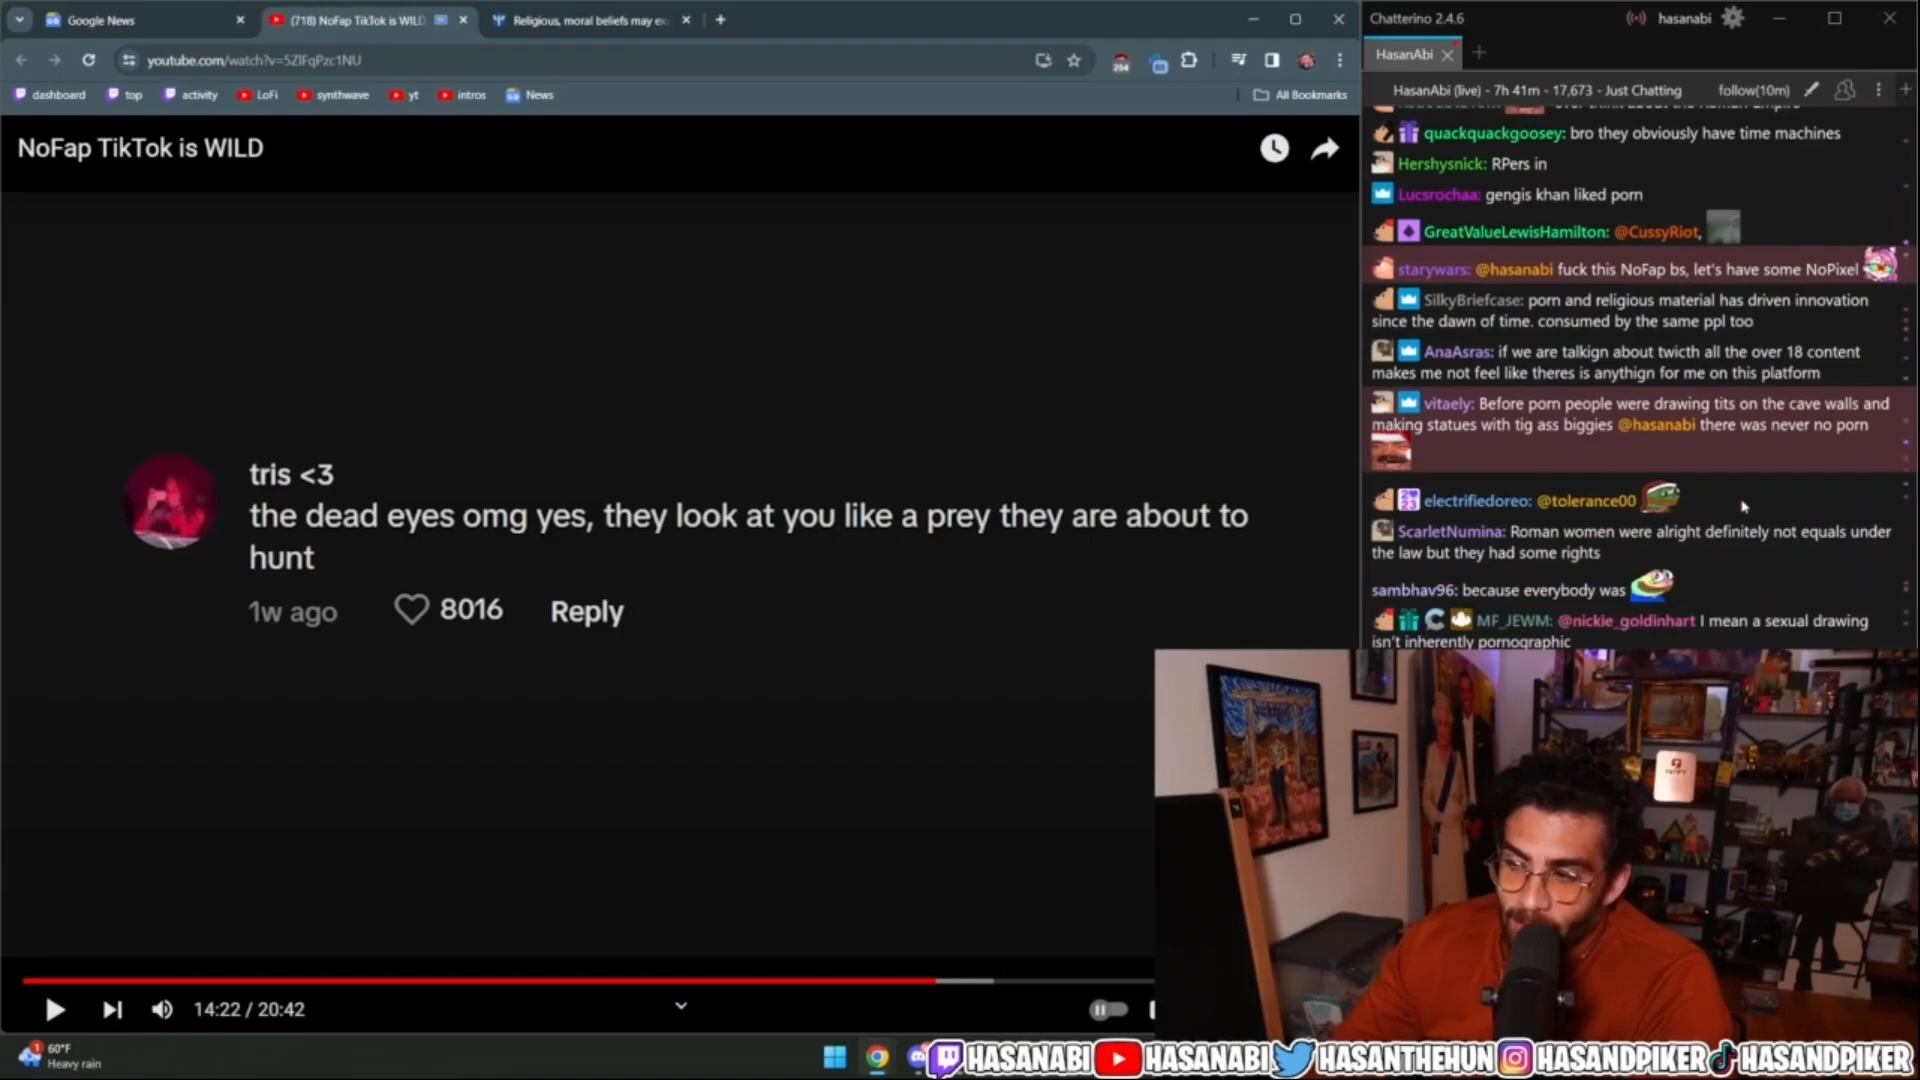 Google News
(718) NoFap TikTok is WILD
Religious, moral beliefs may ex
youtube.com/watch?v=5ZIFqPzc1NU
204
dashboard
top
activity
LoFi
synthwave
yt
intros
News
All Bookmarks
NoFap TikTok is WILD
tris <3
the dead eyes omg yes, they look at you like a prey they are about to
hunt
1w ago
8016
Reply
14:22 / 20:42
1
60°F
Heavy rain
Chatterino 2.4.6
hasanabi
HasanAbi
HasanAbi (live) - 7h 41m - 17,673 - Just Chatting
follow(10m)
quackquackgoosey: bro they obviously have time machines
Hershysnick: RPers in
Lucsrochaa: gengis khan liked porn
GreatValueLewisHamilton: @CussyRiot,
starywars: @hasanabi fuck this NoFap bs, let's have some NoPixel
SilkyBriefcase: porn and religious material has driven innovation
since the dawn of time. consumed by the same ppl too
AnaAsras: if we are talkign about twicth all the over 18 content
makes me not feel like theres is anythign for me on this platform
vitaely: Before porn people were drawing tits on the cave walls and
making statues with tig ass biggies @hasanabi there was never no porn
electrifiedoreo: @tolerance00
ScarletNumina: Roman women were alright definitely not equals under
the law but they had some rights
sambhav96: because everybody was
MF_JEWM: @nickie_goldinhart I mean a sexual drawing
isn't inherently pornographic
HASANABI
HASANABI
HASANTHEHUN
HASANDPIKER
HASANDPIKER